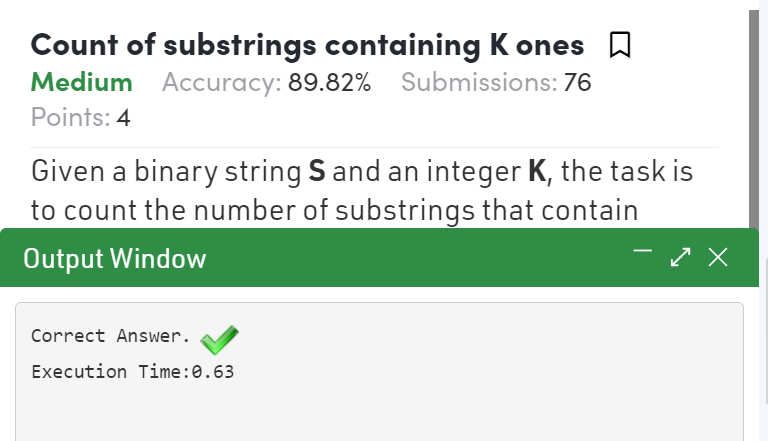 Count of substrings containing K ones
Medium Accuracy: 89.82% Submissions: 76
Points: 4
Given a binary string S and an integer K, the task is
to count the number of substrings that contain
Output Window
Correct Answer.
Execution Time:0.63